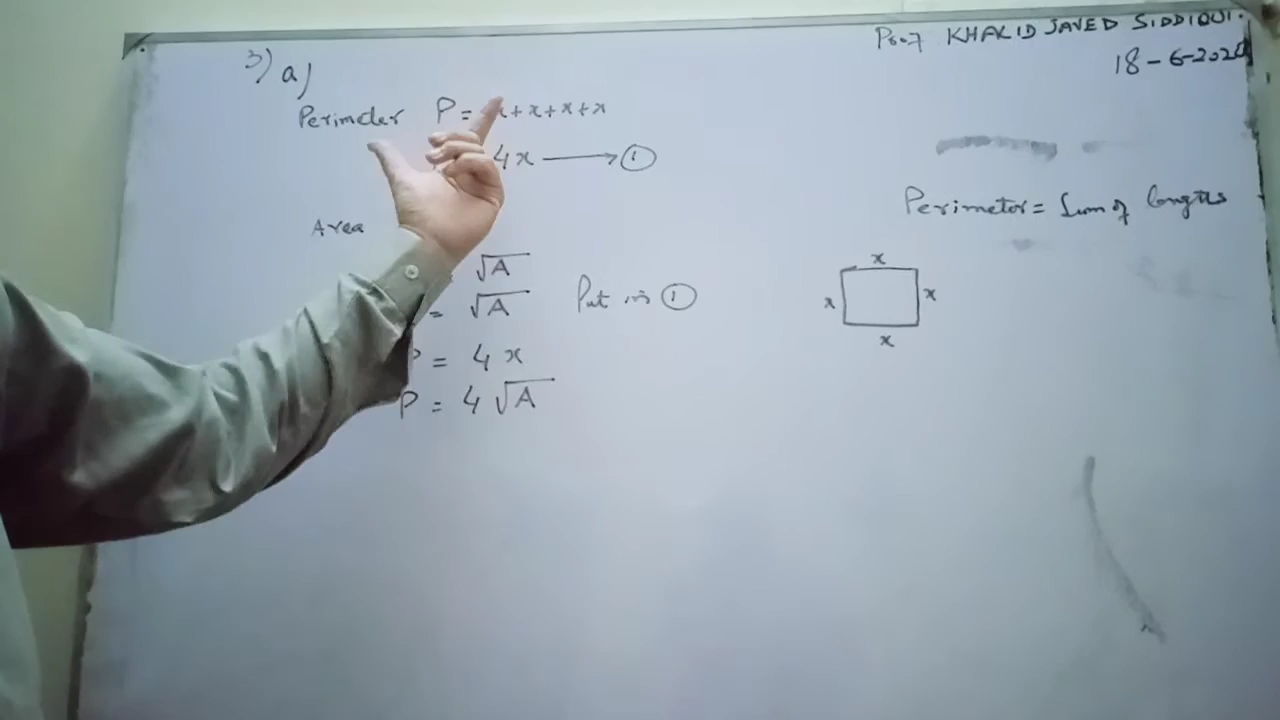 Prof KHALID JAVED SIDDIQUI.
18-6-2020
3) a)
Perimeter P = x+x+x+x
4x ⟶ ①
Perimeter = Sum of lengths
Area
√A
= √A Put in ①
P = 4x
P = 4√A
x
x x
x